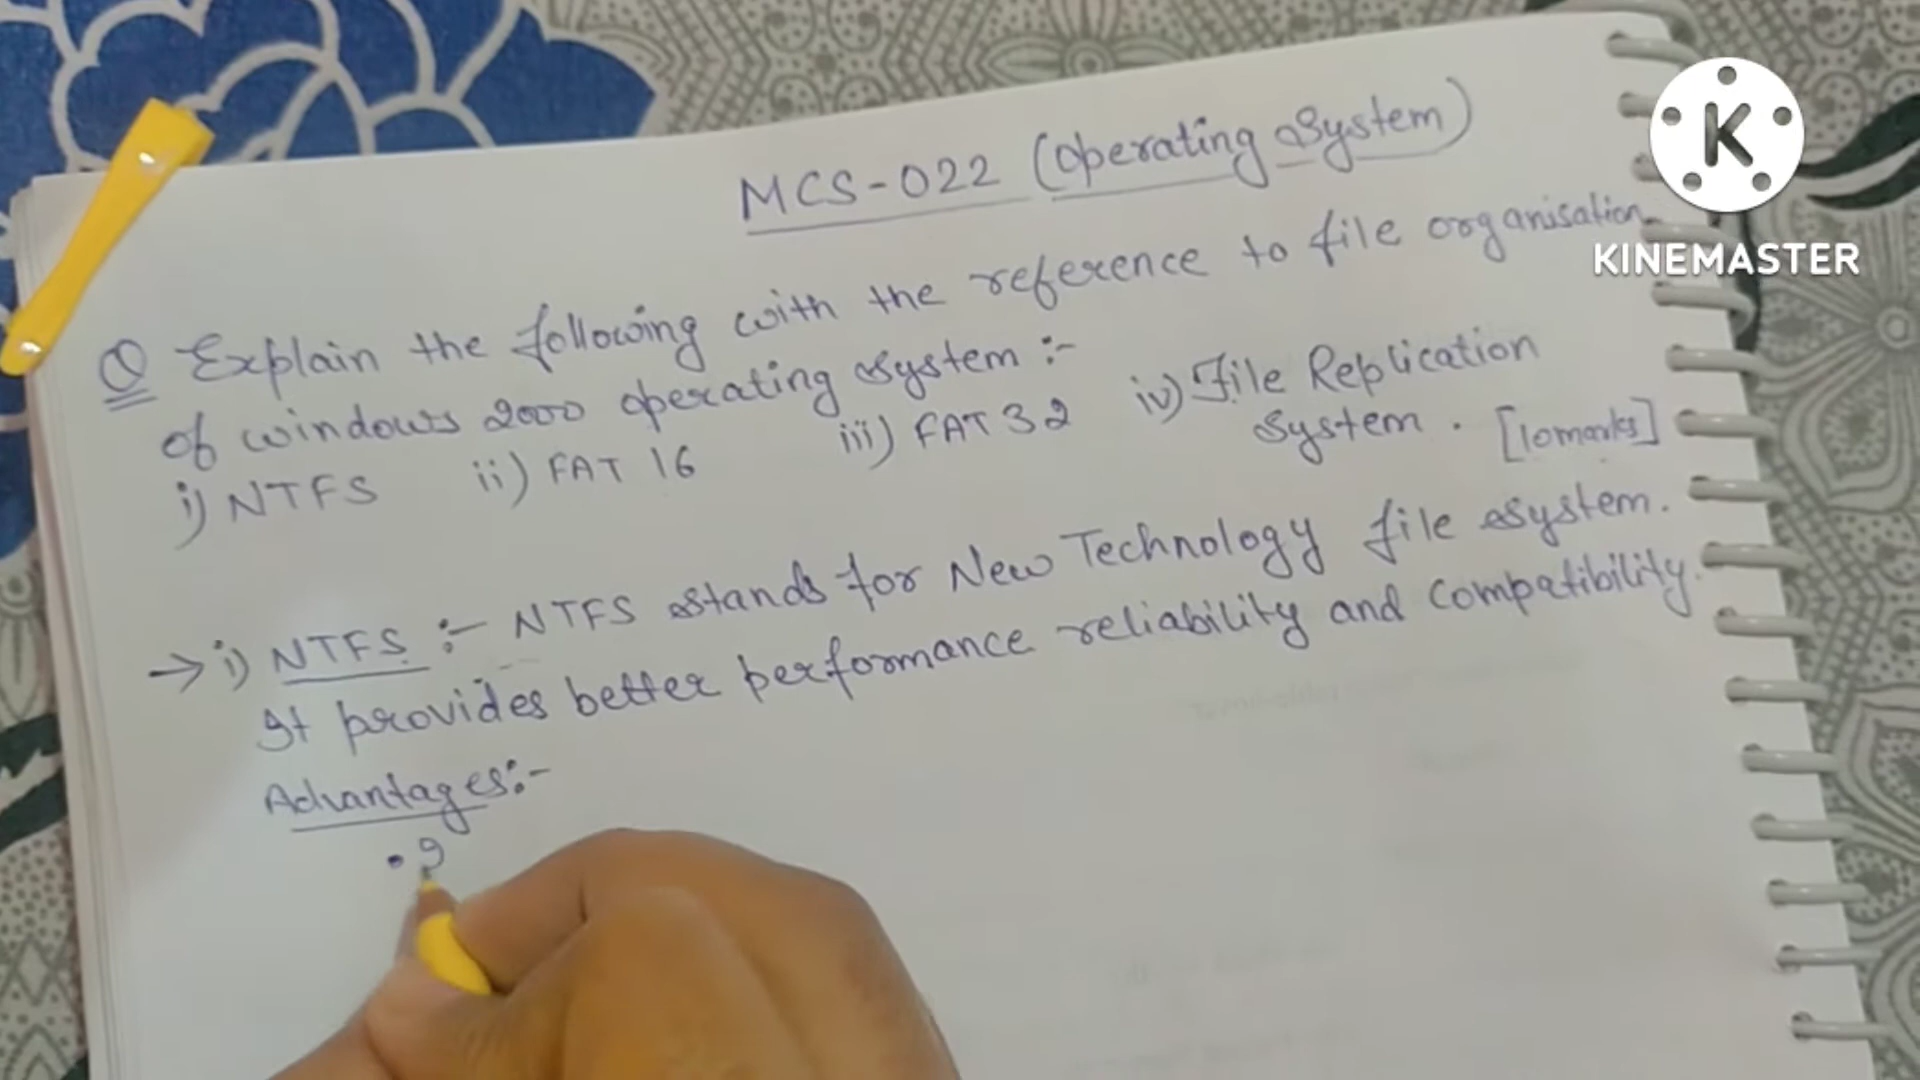 MCS-022 (Operating System)
Q Explain the following with the reference to file organisation
of windows 2000 operating system :-
i) NTFS ii) FAT 16 iii) FAT 32 iv) File Replication
System. [10 marks]
→ i) NTFS :- NTFS stands for New Technology file system.
It provides better performance reliability and compatibility.
Advantages:-
K
KINEMASTER